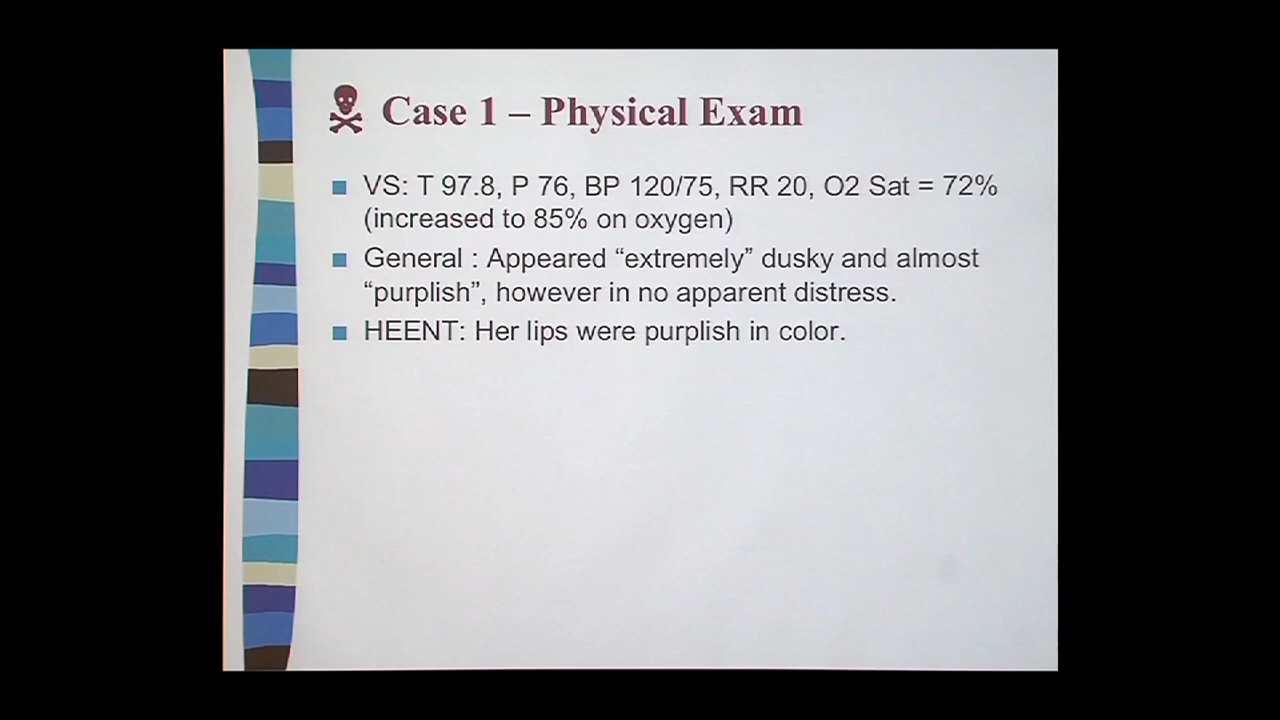 Case 1 – Physical Exam
VS: T 97.8, P 76, BP 120/75, RR 20, O2 Sat = 72%
(increased to 85% on oxygen)
General : Appeared “extremely” dusky and almost
“purplish”, however in no apparent distress.
HEENT: Her lips were purplish in color.